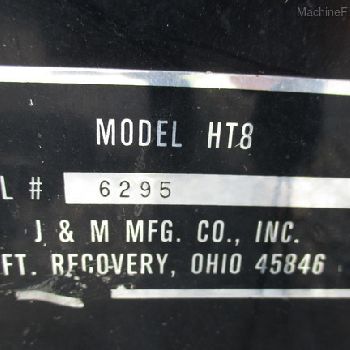 MachineF
MODEL HT8
L # 6295
J & M MFG. CO., INC.
FT. RECOVERY, OHIO 45846